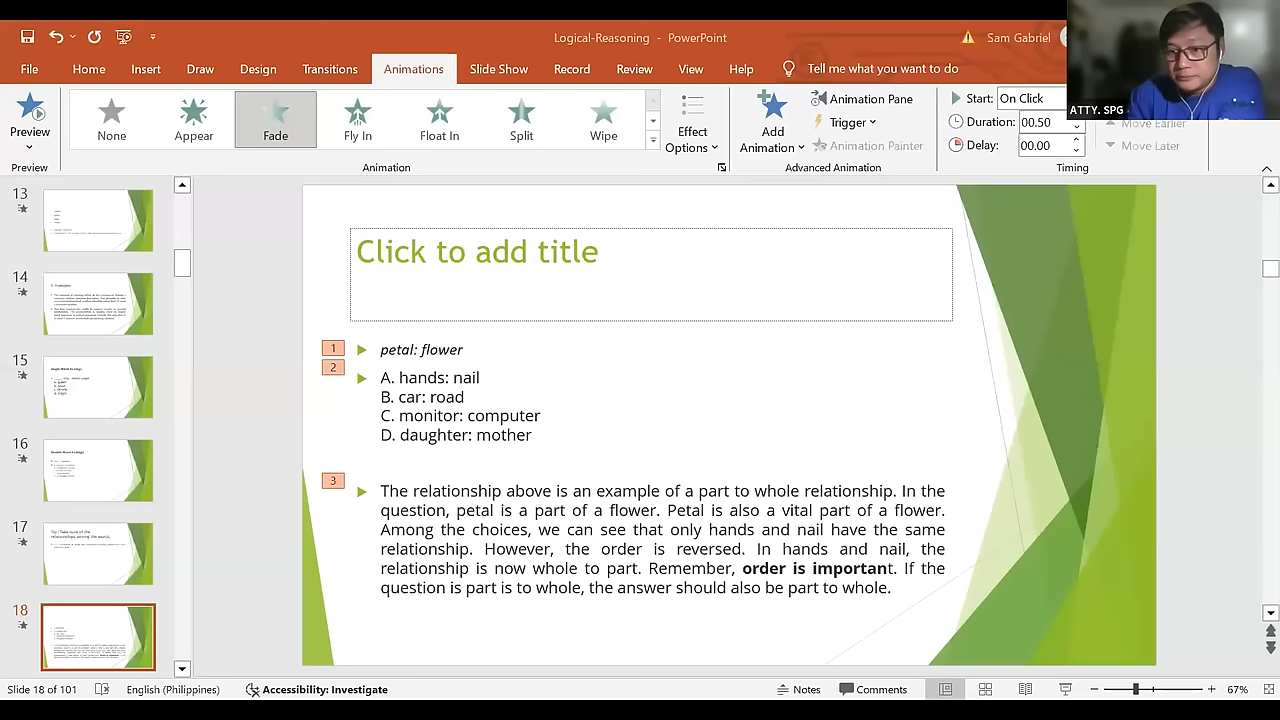 Logical-Reasoning - PowerPoint
Sam Gabriel
File Home Insert Draw Design Transitions Animations Slide Show Record Review View Help Tell me what you want to do
Preview
None
Appear
Fade
Fly In
Float In
Split
Wipe
Effect
Options
Add
Animation
Animation Pane
Trigger
Animation Painter
Start: On Click
Duration: 00.50
Delay: 00.00
Move Earlier
Move Later
Preview
Animation
Advanced Animation
Timing
ATTY. SPG
13
14
15
16
17
18
Click to add title
1
petal: flower
2
A. hands: nail
B. car: road
C. monitor: computer
D. daughter: mother
3
The relationship above is an example of a part to whole relationship. In the
question, petal is a part of a flower. Petal is also a vital part of a flower.
Among the choices, we can see that only hands and nail have the same
relationship. However, the order is reversed. In hands and nail, the
relationship is now whole to part. Remember, order is important. If the
question is part is to whole, the answer should also be part to whole.
Slide 18 of 101 English (Philippines) Accessibility: Investigate Notes Comments 67%